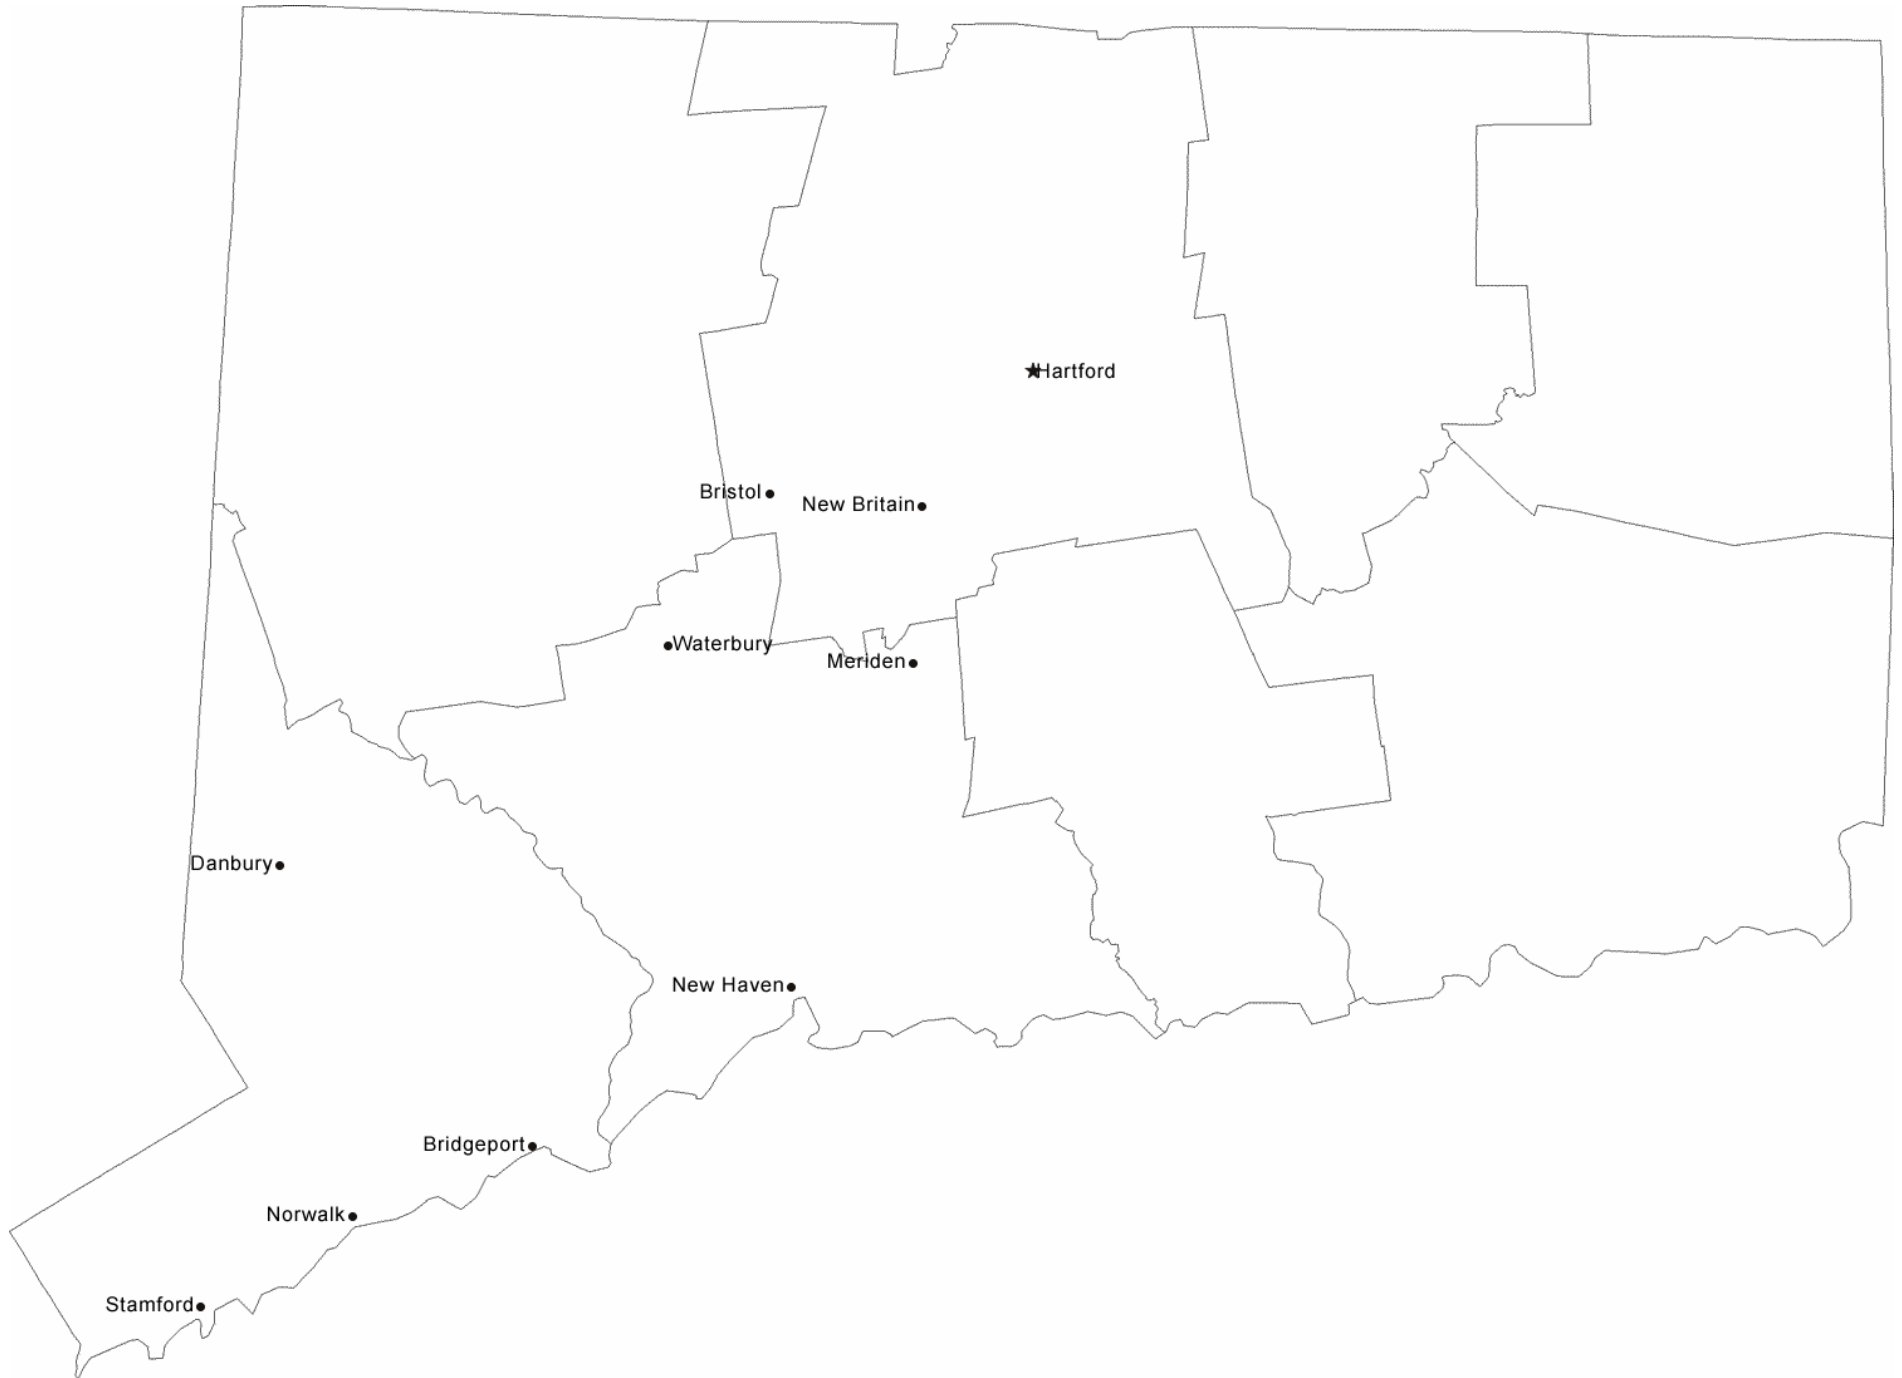 Hartford
Bristol
New Britain
Waterbury
Meriden
Danbury
New Haven
Bridgeport
Norwalk
Stamford